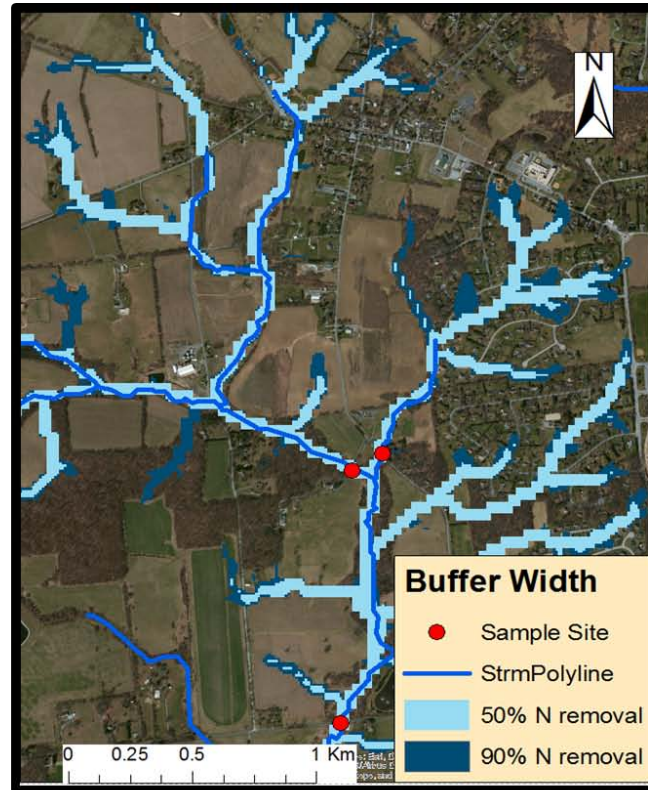 N
Buffer Width
Sample Site
StrmPolyline
50% N removal
90% N removal
0 0.25 0.5 1 Km